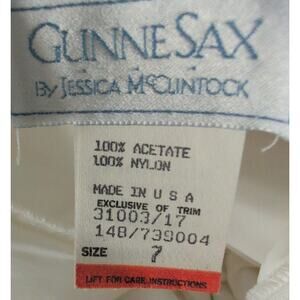 GUNNE SAX
BY JESSICA McCLINTOCK
100% ACETATE
100% NYLON
MADE IN U S A
EXCLUSIVE OF TRIM
31003/17
148/739004
SIZE 7
LIFT FOR CARE INSTRUCTIONS